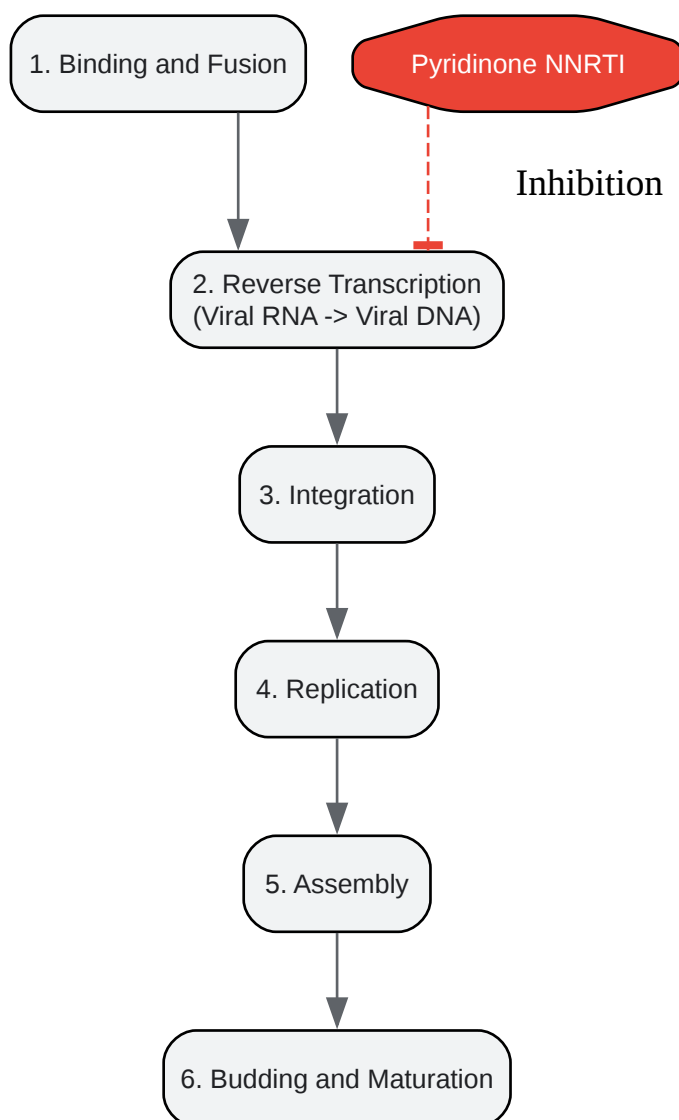 1. Binding and Fusion
Pyridinone NNRTI
Inhibition
2. Reverse Transcription
(Viral RNA -> Viral DNA)
3. Integration
4. Replication
5. Assembly
6. Budding and Maturation